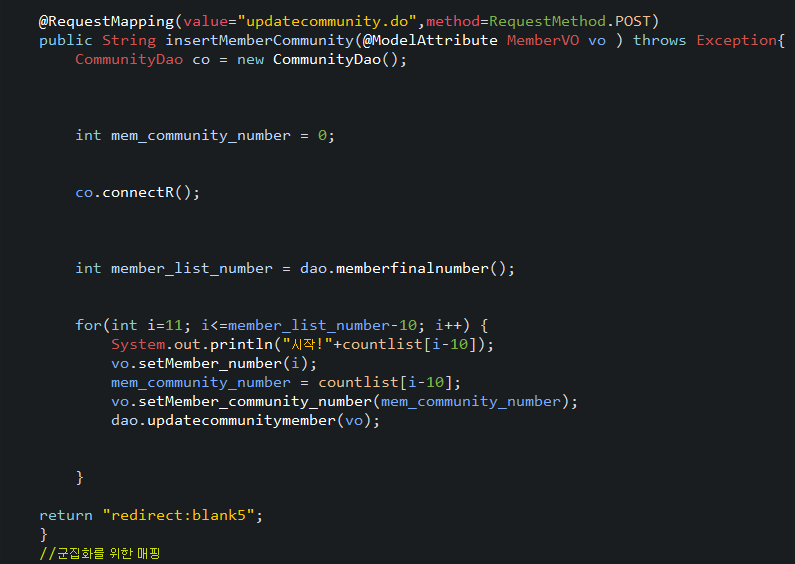 @RequestMapping(value="updatecommunity.do",method=RequestMethod.POST)
public String insertMemberCommunity(@ModelAttribute MemberVO vo ) throws Exception{
CommunityDao co = new CommunityDao();
int mem_community_number = 0;
co.connectR();
int member_list_number = dao.memberfinalnumber();
for(int i=11; i<=member_list_number-10; i++) {
System.out.println("시작!"+countlist[i-10]);
vo.setMember_number(i);
mem_community_number = countlist[i-10];
vo.setMember_community_number(mem_community_number);
dao.updatecommunitymember(vo);
}
return "redirect:blank5";
}
//군집화를 위한 매핑